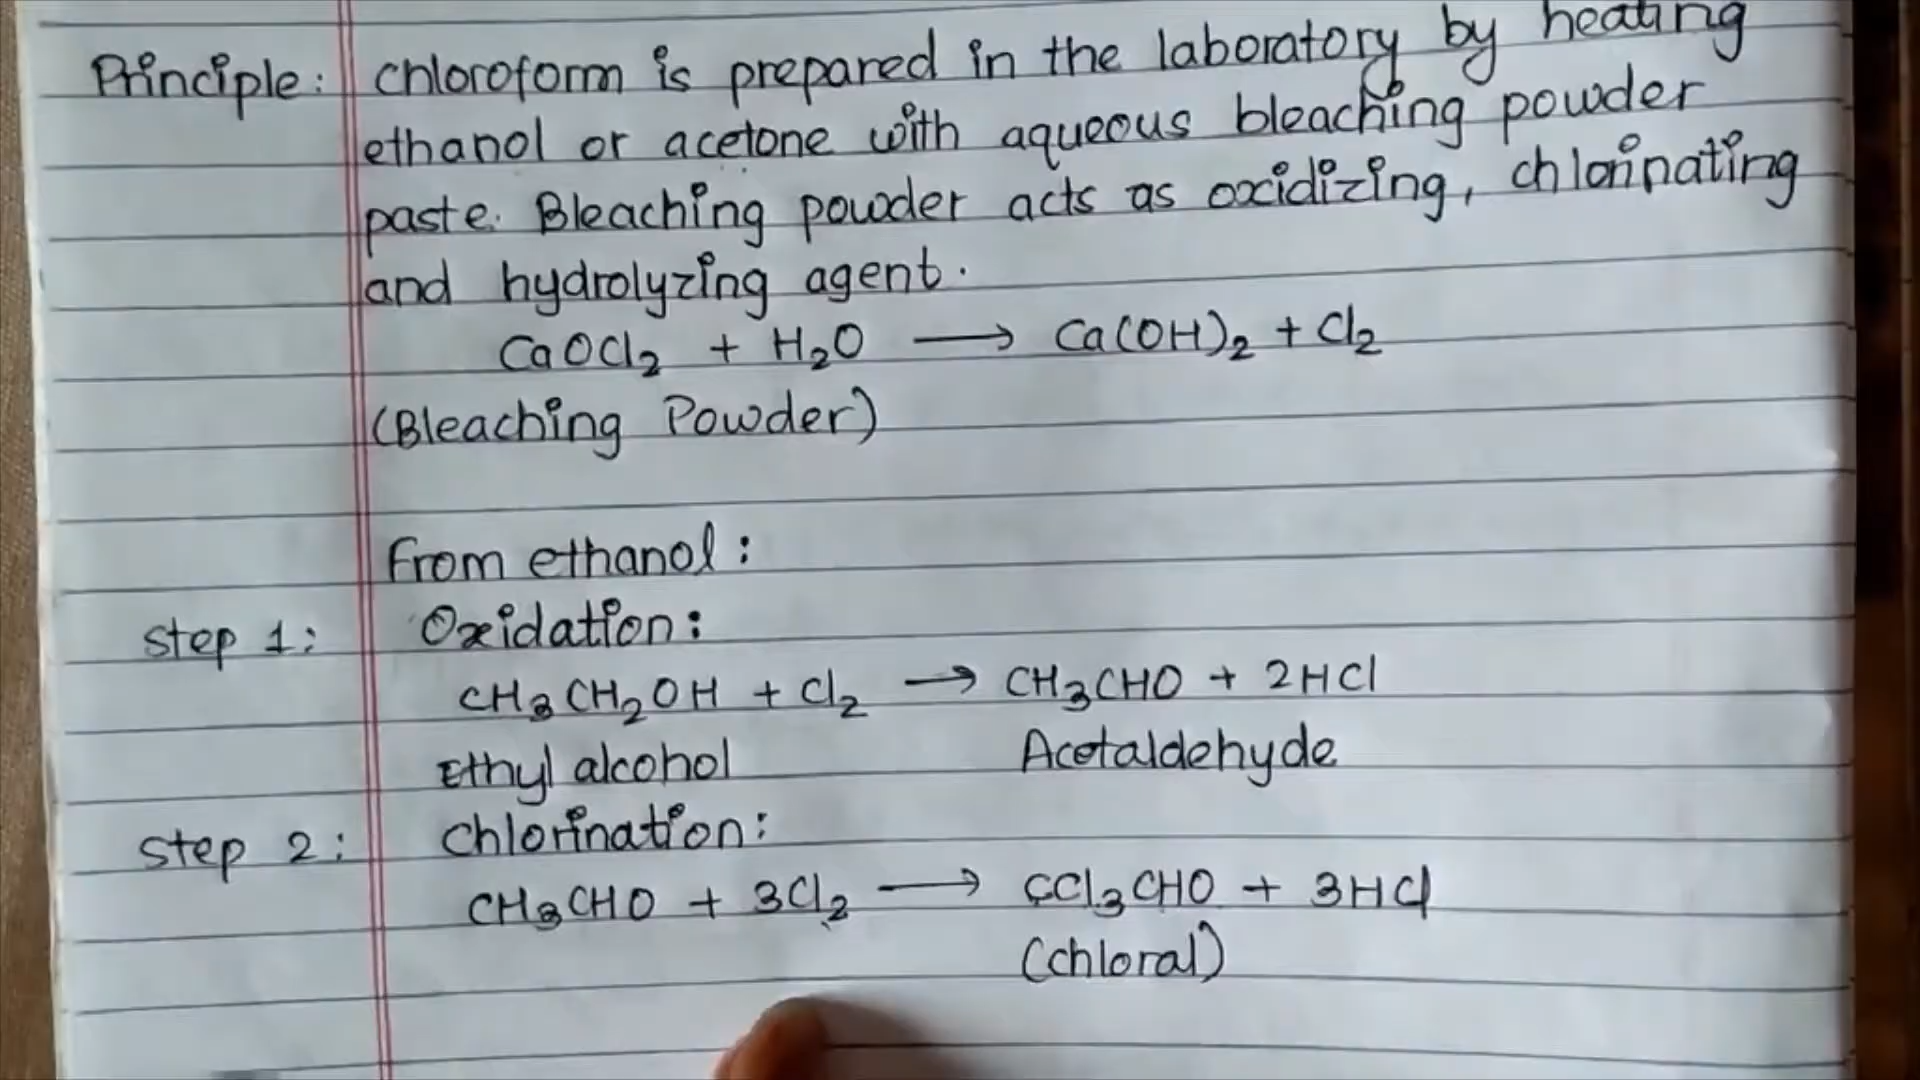 Principle: Chloroform is prepared in the laboratory by heating
ethanol or acetone with aqueous bleaching powder
paste. Bleaching powder acts as oxidizing, chlorinating
and hydrolyzing agent.
CaOCl₂ + H₂O ⟶ Ca(OH)₂ + Cl₂
(Bleaching Powder)
From ethanol:
Step 1: Oxidation:
CH₃CH₂OH + Cl₂ → CH₃CHO + 2HCl
Ethyl alcohol Acetaldehyde
Step 2: Chlorination:
CH₃CHO + 3Cl₂ ⟶ CCl₃CHO + 3HCl
(chloral)